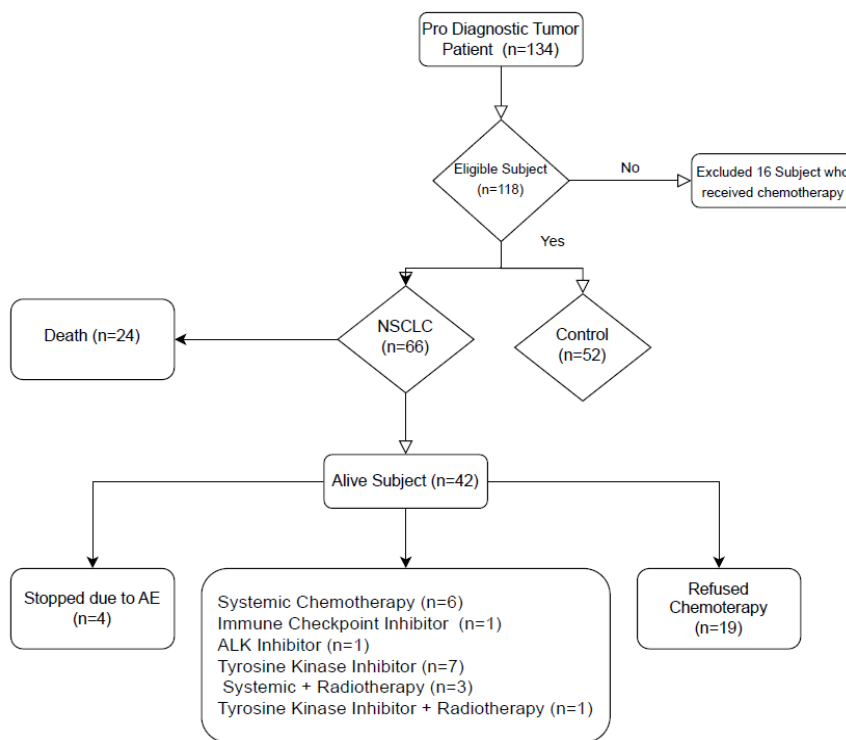 Pro Diagnostic Tumor
Patient (n=134)
Eligible Subject
(n=118)
No
Excluded 16 Subject who
received chemotherapy
Yes
Death (n=24)
NSCLC
(n=66)
Control
(n=52)
Alive Subject (n=42)
Stopped due to AE
(n=4)
Systemic Chemotherapy (n=6)
Immune Checkpoint Inhibitor (n=1)
ALK Inhibitor (n=1)
Tyrosine Kinase Inhibitor (n=7)
Systemic + Radiotherapy (n=3)
Tyrosine Kinase Inhibitor + Radiotherapy (n=1)
Refused
Chemoterapy
(n=19)